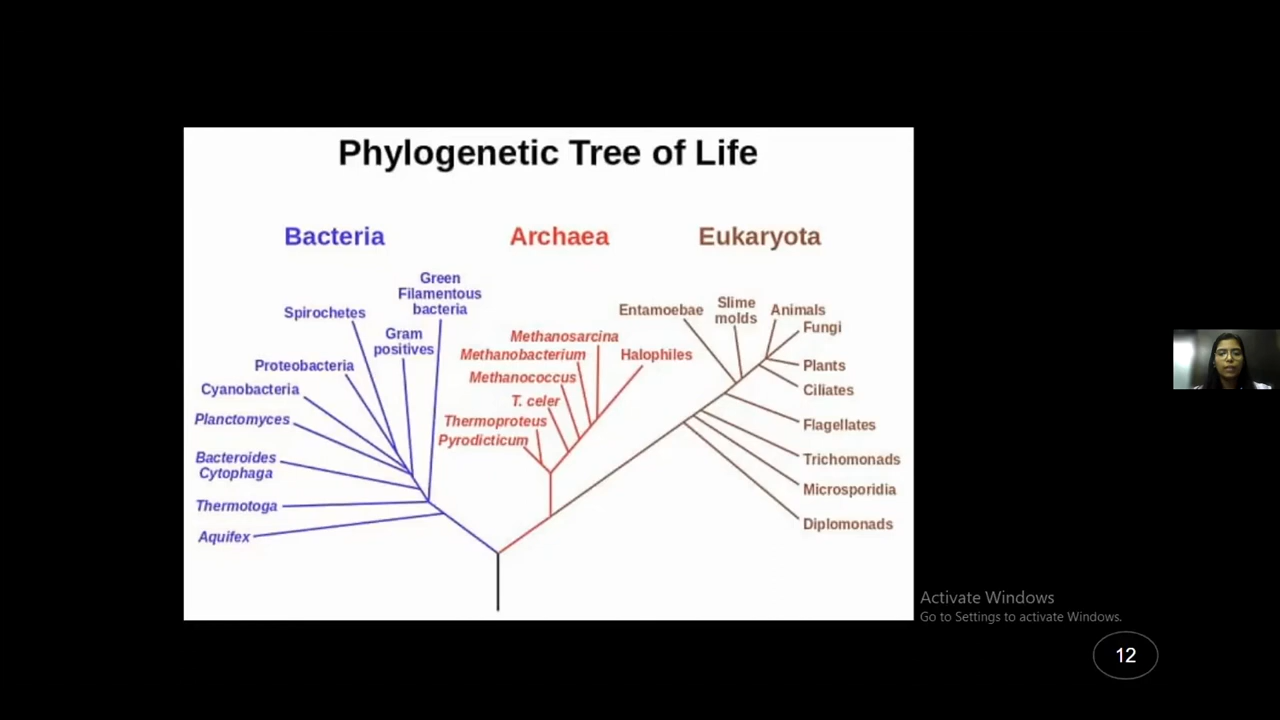 Phylogenetic Tree of Life
Bacteria
Archaea
Eukaryota
Green
Filamentous
bacteria
Spirochetes
Gram
positives
Proteobacteria
Cyanobacteria
Planctomyces
Bacteroides
Cytophaga
Thermotoga
Aquifex
Methanosarcina
Methanobacterium
Halophiles
Methanococcus
T. celer
Thermoproteus
Pyrodicticum
Entamoebae
Slime
molds
Animals
Fungi
Plants
Ciliates
Flagellates
Trichomonads
Microsporidia
Diplomonads
Activate Windows
Go to Settings to activate Windows.
12